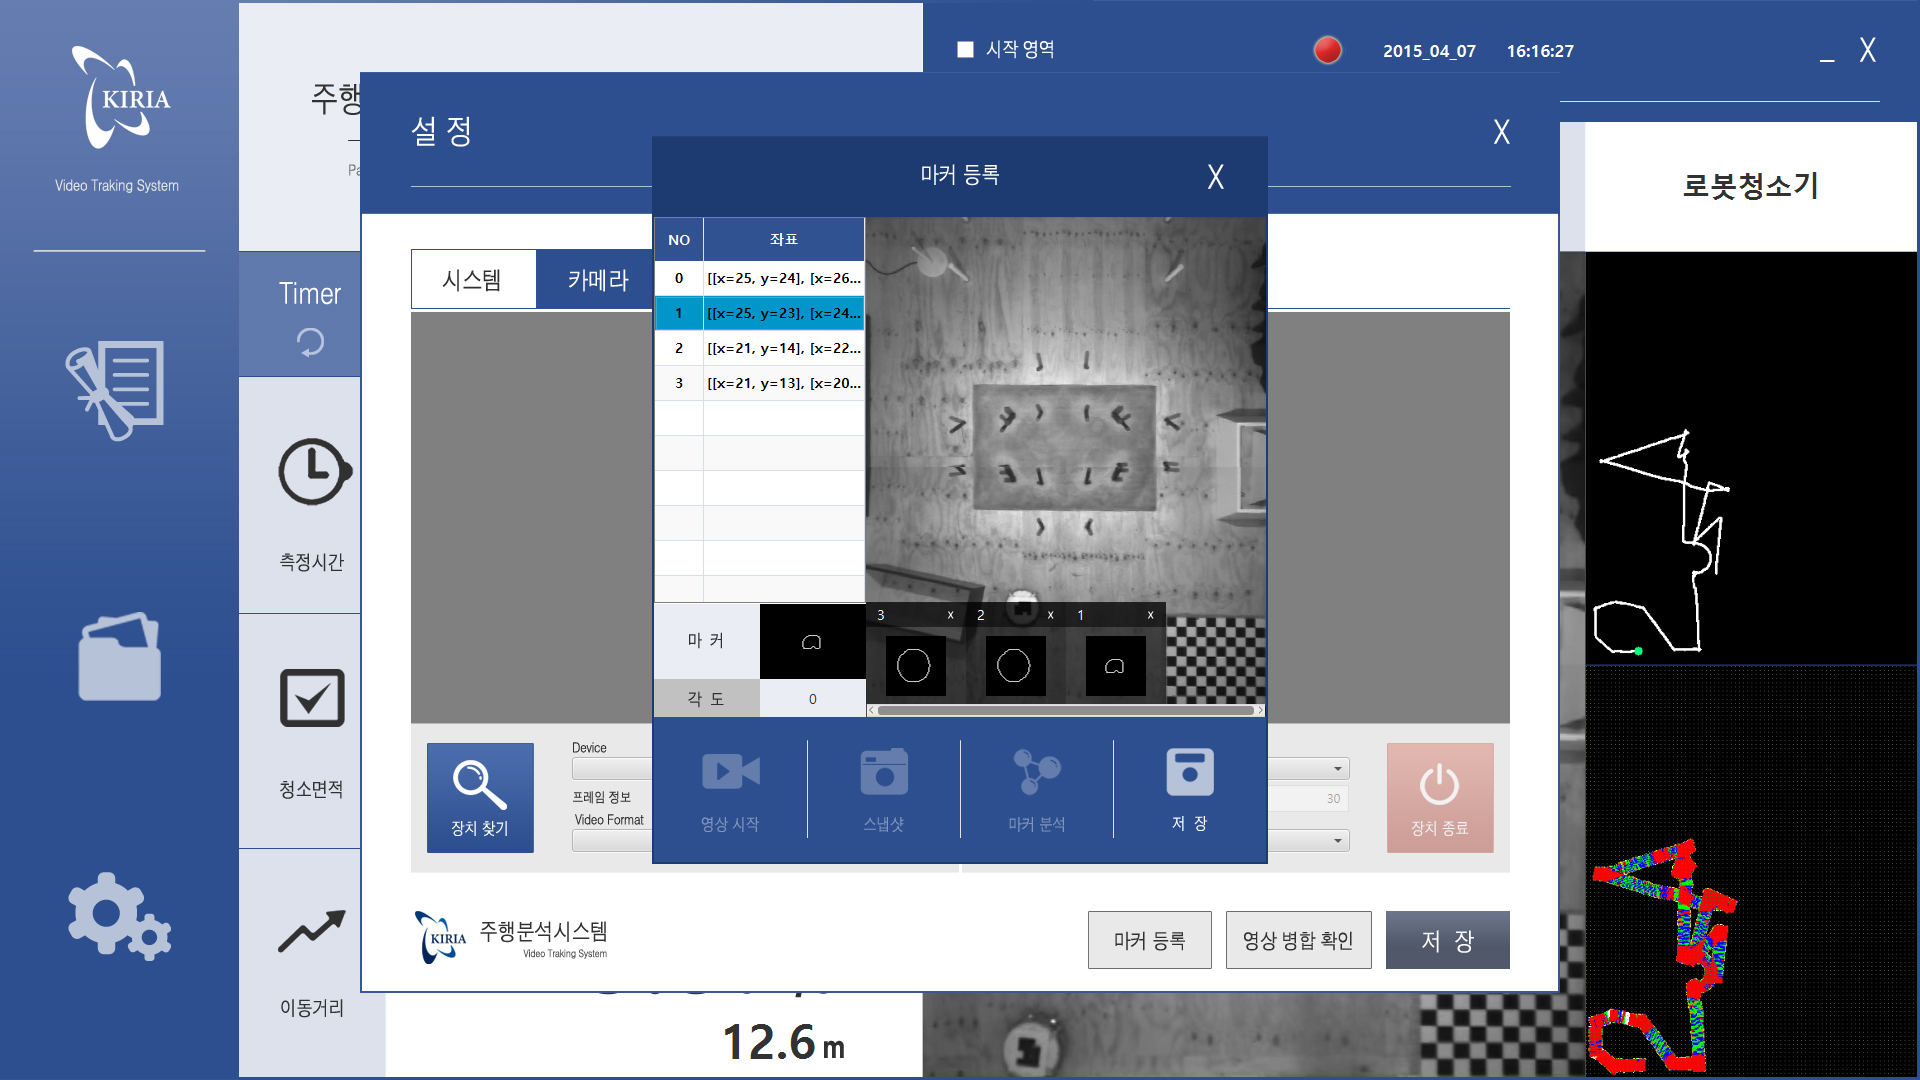 KIRIA
Video Traking System
주행
Pa
시작 영역
2015_04_07
16:16:27
_
X
로봇청소기
Timer
측정시간
청소면적
이동거리
12.6 m
설 정
X
시스템
카메라
장치 찾기
Device
프레임 정보
Video Format
30
장치 종료
마커 등록
X
NO 좌표
0 [[x=25, y=24], [x=26...
1 [[x=25, y=23], [x=24...
2 [[x=21, y=14], [x=22...
3 [[x=21, y=13], [x=20...
마 커
각 도 0
3 x 2 x 1 x
영상 시작
스냅샷
마커 분석
저 장
KIRIA
주행분석시스템
Video Traking System
마커 등록
영상 병합 확인
저 장